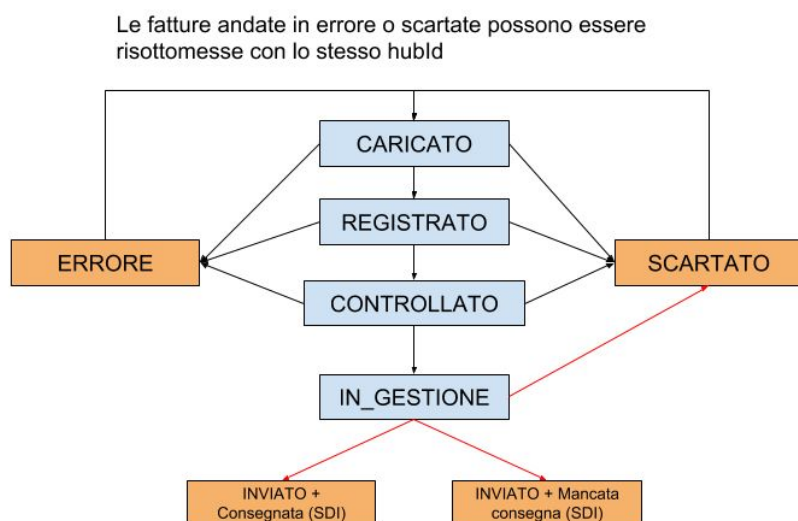 Le fatture andate in errore o scartate possono essere
risottomesse con lo stesso hubId
CARICATO
REGISTRATO
ERRORE
SCARTATO
CONTROLLATO
IN_GESTIONE
INVIATO +
Consegnata (SDI)
INVIATO + Mancata
consegna (SDI)